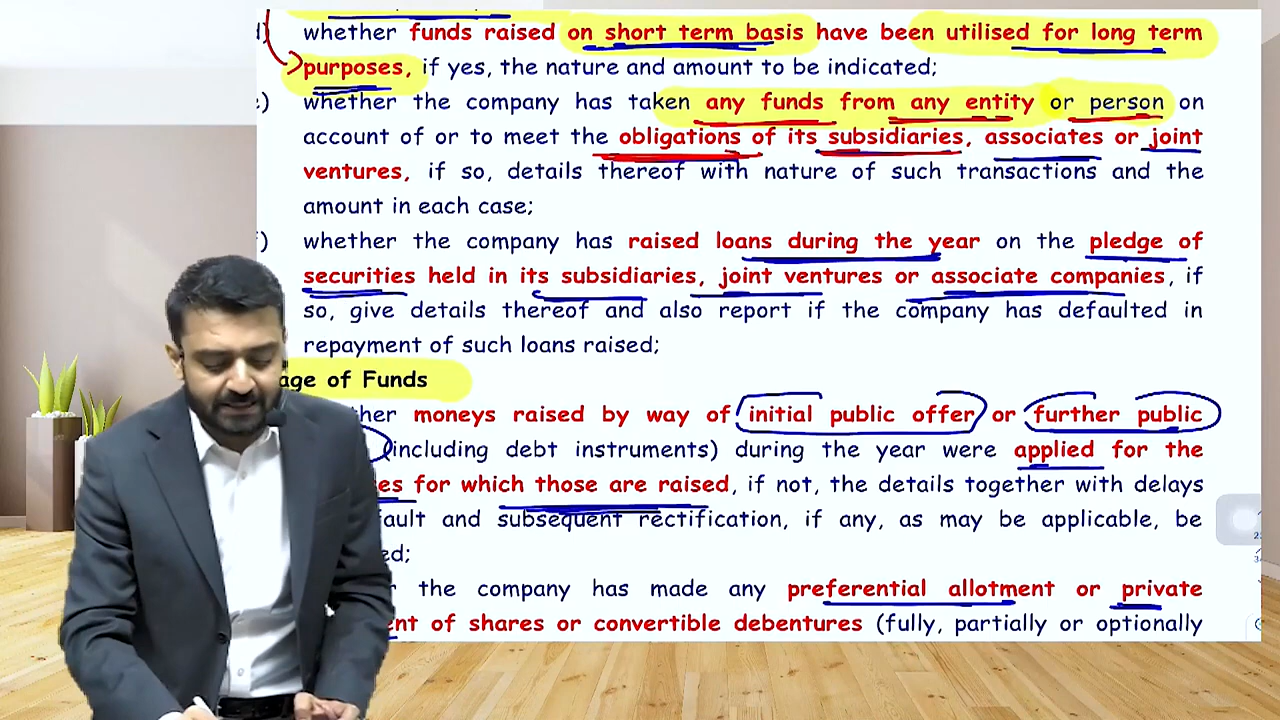 whether funds raised on short term basis have been utilised for long term
purposes, if yes, the nature and amount to be indicated;
whether the company has taken any funds from any entity or person on
account of or to meet the obligations of its subsidiaries, associates or joint
ventures, if so, details thereof with nature of such transactions and the
amount in each case;
whether the company has raised loans during the year on the pledge of
securities held in its subsidiaries, joint ventures or associate companies, if
so, give details thereof and also report if the company has defaulted in
repayment of such loans raised;
of Funds
moneys raised by way of initial public offer or further public
(including debt instruments) during the year were applied for the
for which those are raised, if not, the details together with delays
and subsequent rectification, if any, as may be applicable, be
the company has made any preferential allotment or private
of shares or convertible debentures (fully, partially or optionally